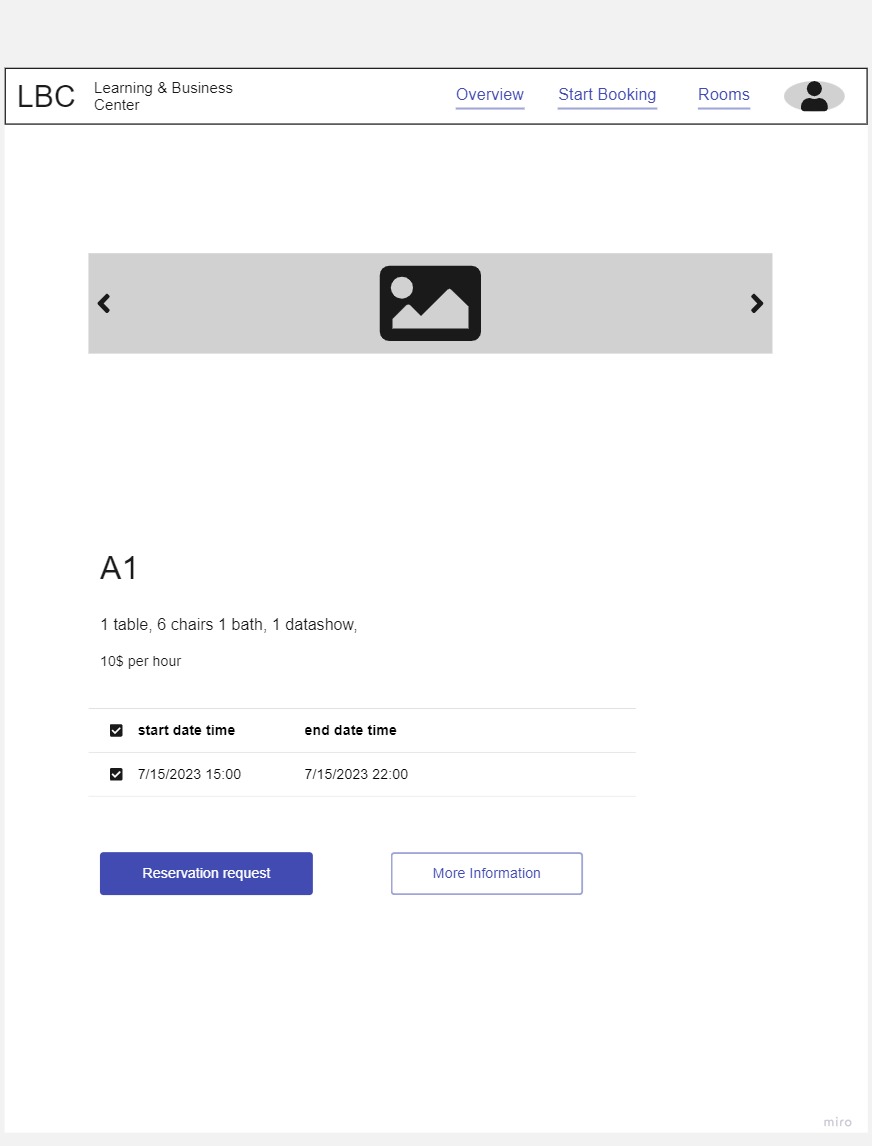 LBC
Learning & Business
Center
Overview
Start Booking
Rooms
A1
1 table, 6 chairs 1 bath, 1 datashow,
10$ per hour
start date time end date time
7/15/2023 15:00 7/15/2023 22:00
Reservation request
More Information
miro